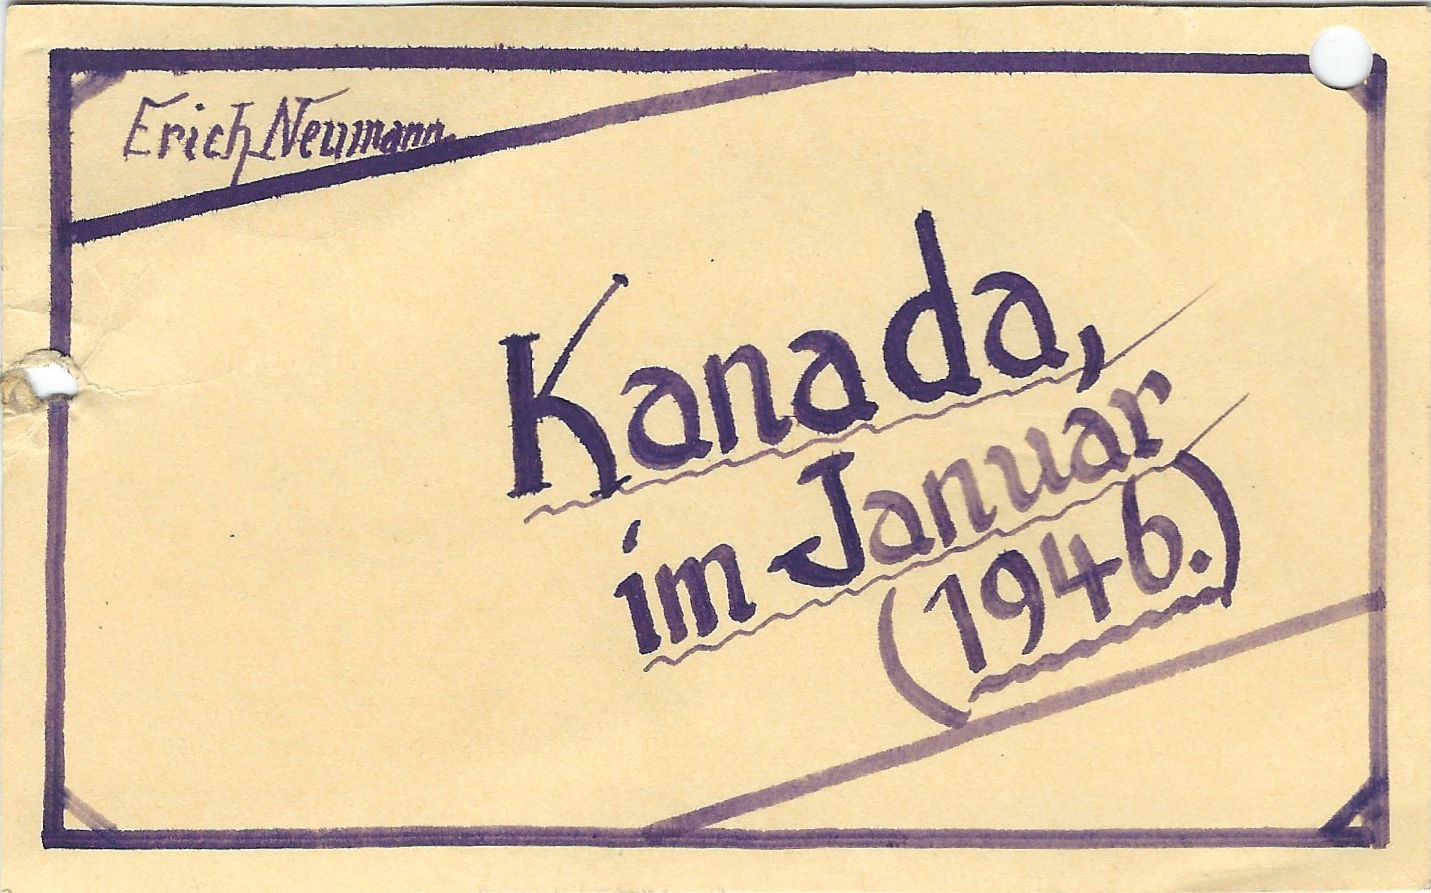 Erich Neumann.
Kanada,
im Januar
(1946.)